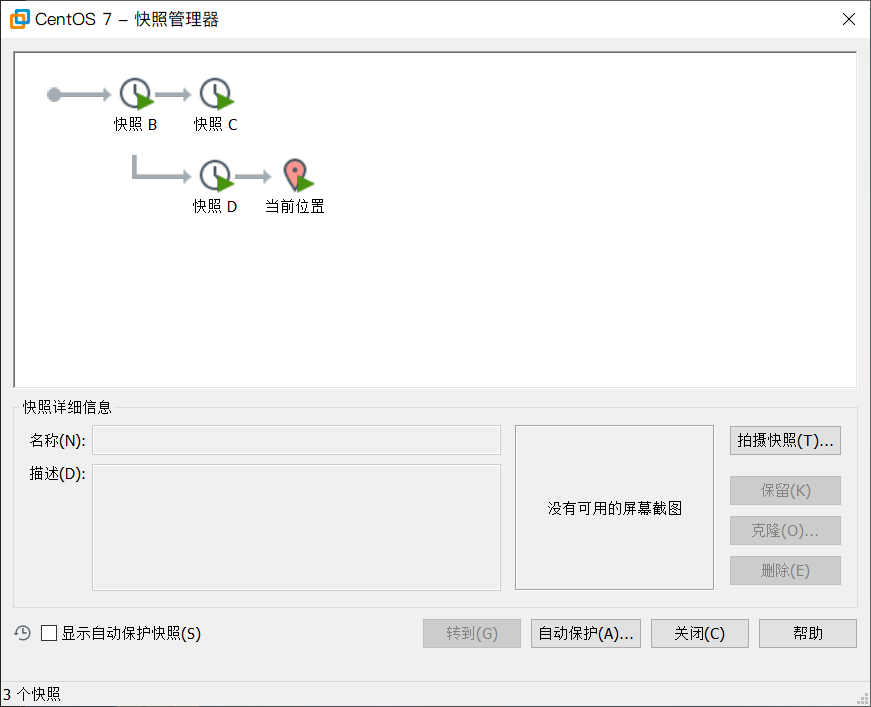 CentOS 7 – 快照管理器
快照 B
快照 C
快照 D
当前位置
快照详细信息
名称(N):
描述(D):
没有可用的屏幕截图
拍摄快照(T)...
保留(K)
克隆(O)...
删除(E)
显示自动保护快照(S)
转到(G)
自动保护(A)...
关闭(C)
帮助
3 个快照